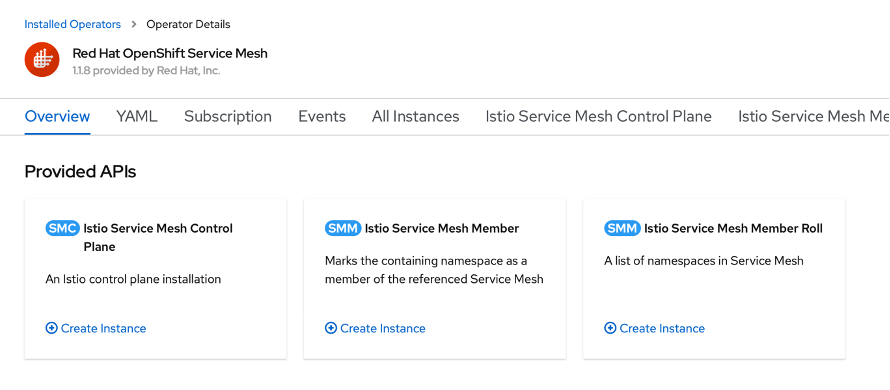 Installed Operators > Operator Details
Red Hat OpenShift Service Mesh
1.1.8 provided by Red Hat, Inc.
Overview YAML Subscription Events All Instances Istio Service Mesh Control Plane Istio Service Mesh Me
Provided APIs
SMC Istio Service Mesh Control
Plane
An Istio control plane installation
Create Instance
SMM Istio Service Mesh Member
Marks the containing namespace as a
member of the referenced Service Mesh
Create Instance
SMM Istio Service Mesh Member Roll
A list of namespaces in Service Mesh
Create Instance